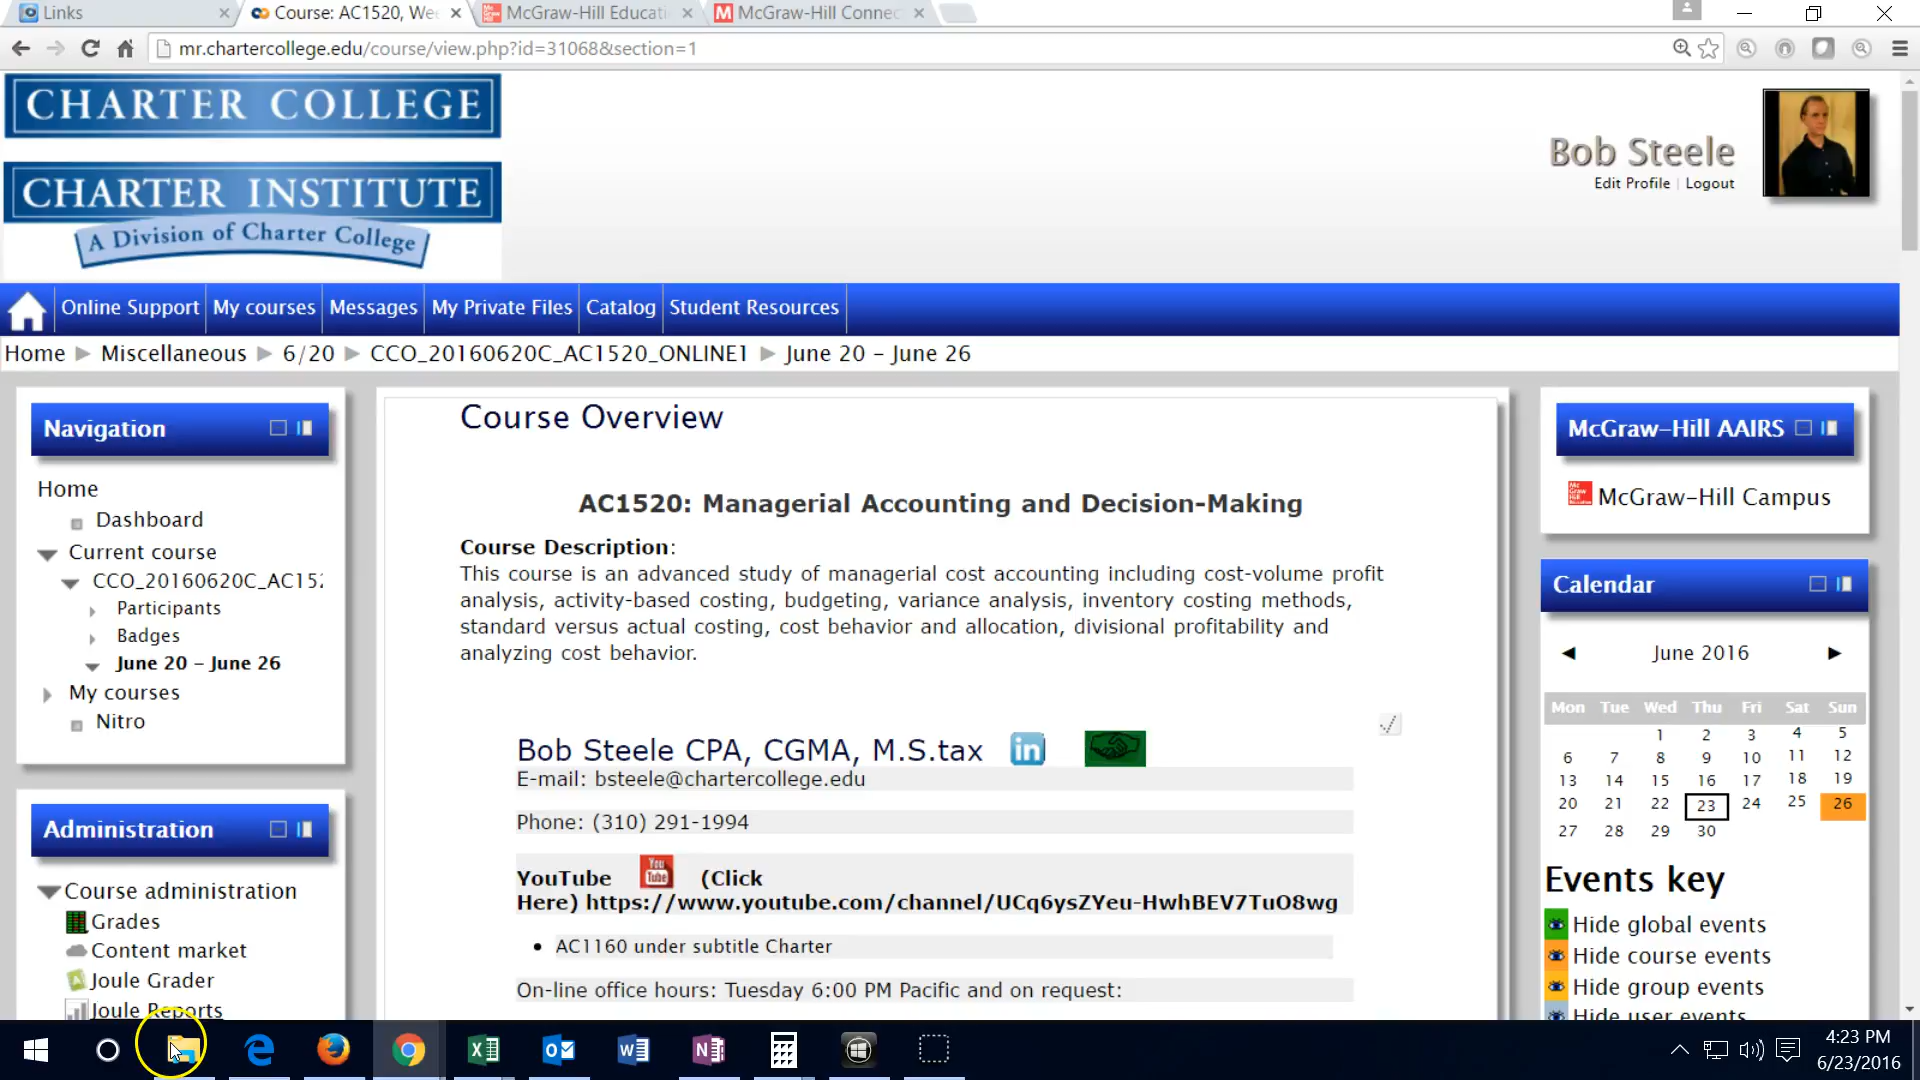 Links
Course: AC1520, Wee
McGraw-Hill Educati
McGraw-Hill Connec
mr.chartercollege.edu/course/view.php?id=31068&section=1
CHARTER COLLEGE
CHARTER INSTITUTE
A Division of Charter College
Bob Steele
Edit Profile | Logout
Online Support
My courses
Messages
My Private Files
Catalog
Student Resources
Home ▶ Miscellaneous ▶ 6/20 ▶ CCO_20160620C_AC1520_ONLINE1 ▶ June 20 - June 26
Navigation
Home
Dashboard
Current course
CCO_20160620C_AC152
Participants
Badges
June 20 - June 26
My courses
Nitro
Administration
Course administration
Grades
Content market
Joule Grader
Joule Reports
Course Overview
AC1520: Managerial Accounting and Decision-Making
Course Description:
This course is an advanced study of managerial cost accounting including cost-volume profit
analysis, activity-based costing, budgeting, variance analysis, inventory costing methods,
standard versus actual costing, cost behavior and allocation, divisional profitability and
analyzing cost behavior.
Bob Steele CPA, CGMA, M.S.tax in
E-mail: bsteele@chartercollege.edu
Phone: (310) 291-1994
YouTube You Tube (Click
Here) https://www.youtube.com/channel/UCq6ysZYeu-HwhBEV7TuO8wg
• AC1160 under subtitle Charter
On-line office hours: Tuesday 6:00 PM Pacific and on request:
McGraw-Hill AAIRS
McGraw-Hill Campus
Calendar
◀ June 2016 ▶
Mon Tue Wed Thu Fri Sat Sun
1 2 3 4 5
6 7 8 9 10 11 12
13 14 15 16 17 18 19
20 21 22 23 24 25 26
27 28 29 30
Events key
Hide global events
Hide course events
Hide group events
Hide user events
4:23 PM
6/23/2016